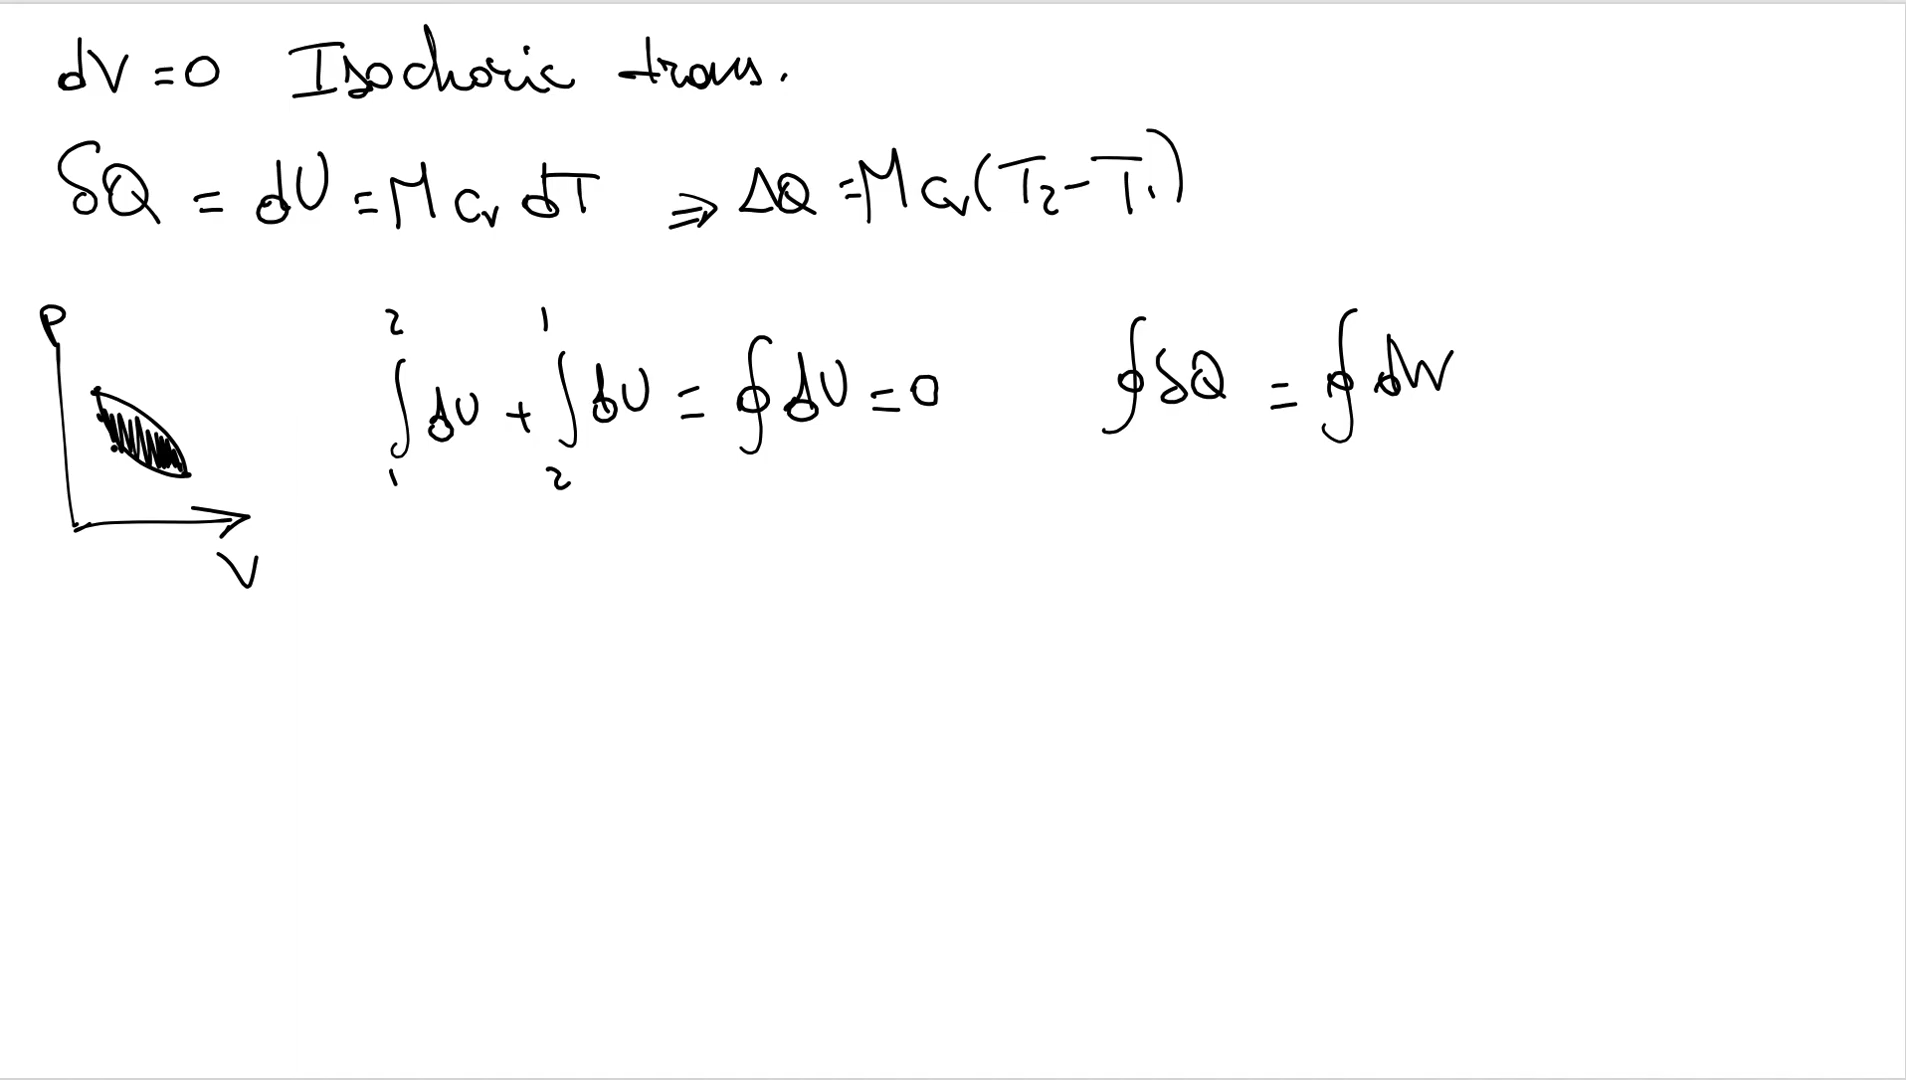 dV = 0 Isochoric trans.
δQ = dU = M cv dT ⇒ ΔQ = M cv (T2 - T1)
P
∫₁² dU + ∫₂¹ dU = ∮ dU = 0 ∮ δQ = ∮ dW
V